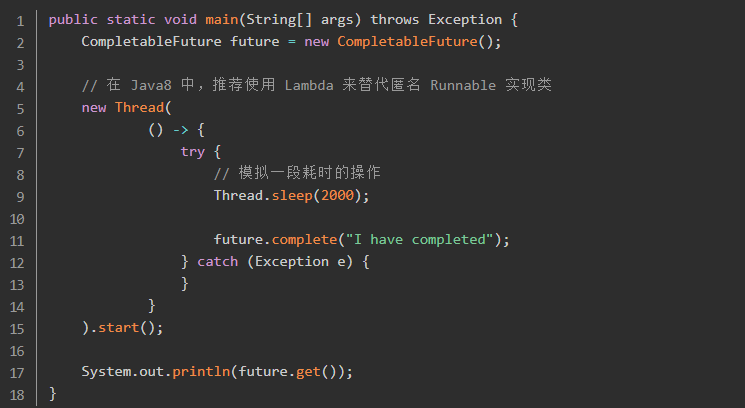 1 public static void main(String[] args) throws Exception {
2     CompletableFuture future = new CompletableFuture();
3
4     // 在 Java8 中，推荐使用 Lambda 来替代匿名 Runnable 实现类
5     new Thread(
6             () -> {
7                 try {
8                     // 模拟一段耗时的操作
9                     Thread.sleep(2000);
10
11                     future.complete("I have completed");
12                 } catch (Exception e) {
13                 }
14             }
15     ).start();
16
17     System.out.println(future.get());
18 }